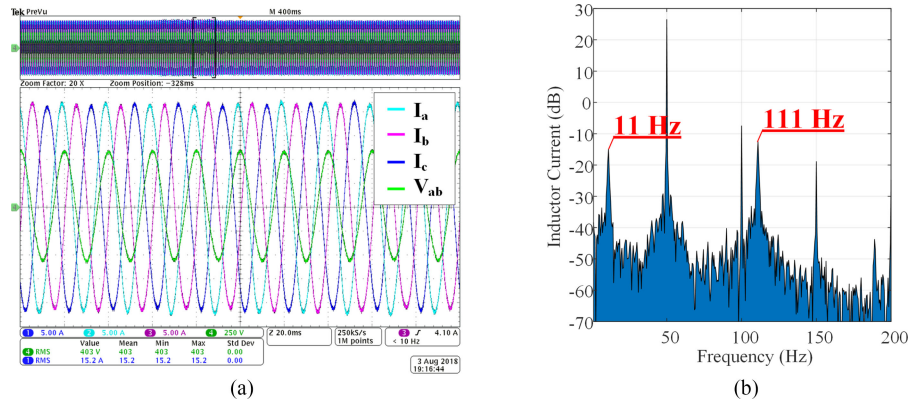 Tek PreVu M 400ms
Zoom Factor: 20 X Zoom Position: -328ms
I_a
I_b
I_c
V_ab
1 5.00 A 2 5.00 A 3 5.00 A 4 250 V Z 20.0ms 250kS/s 3 4.10 A
1M points < 10 Hz
Value Mean Min Max Std Dev
4 RMS 403 V 403 403 403 0.00
1 RMS 15.2 A 15.2 15.2 15.2 0.00
3 Aug 2018
19:16:44
(a)
30
20
10
0
-10
-20
-30
-40
-50
-60
-70
Inductor Current (dB)
11 Hz
111 Hz
50 100 150 200
Frequency (Hz)
(b)